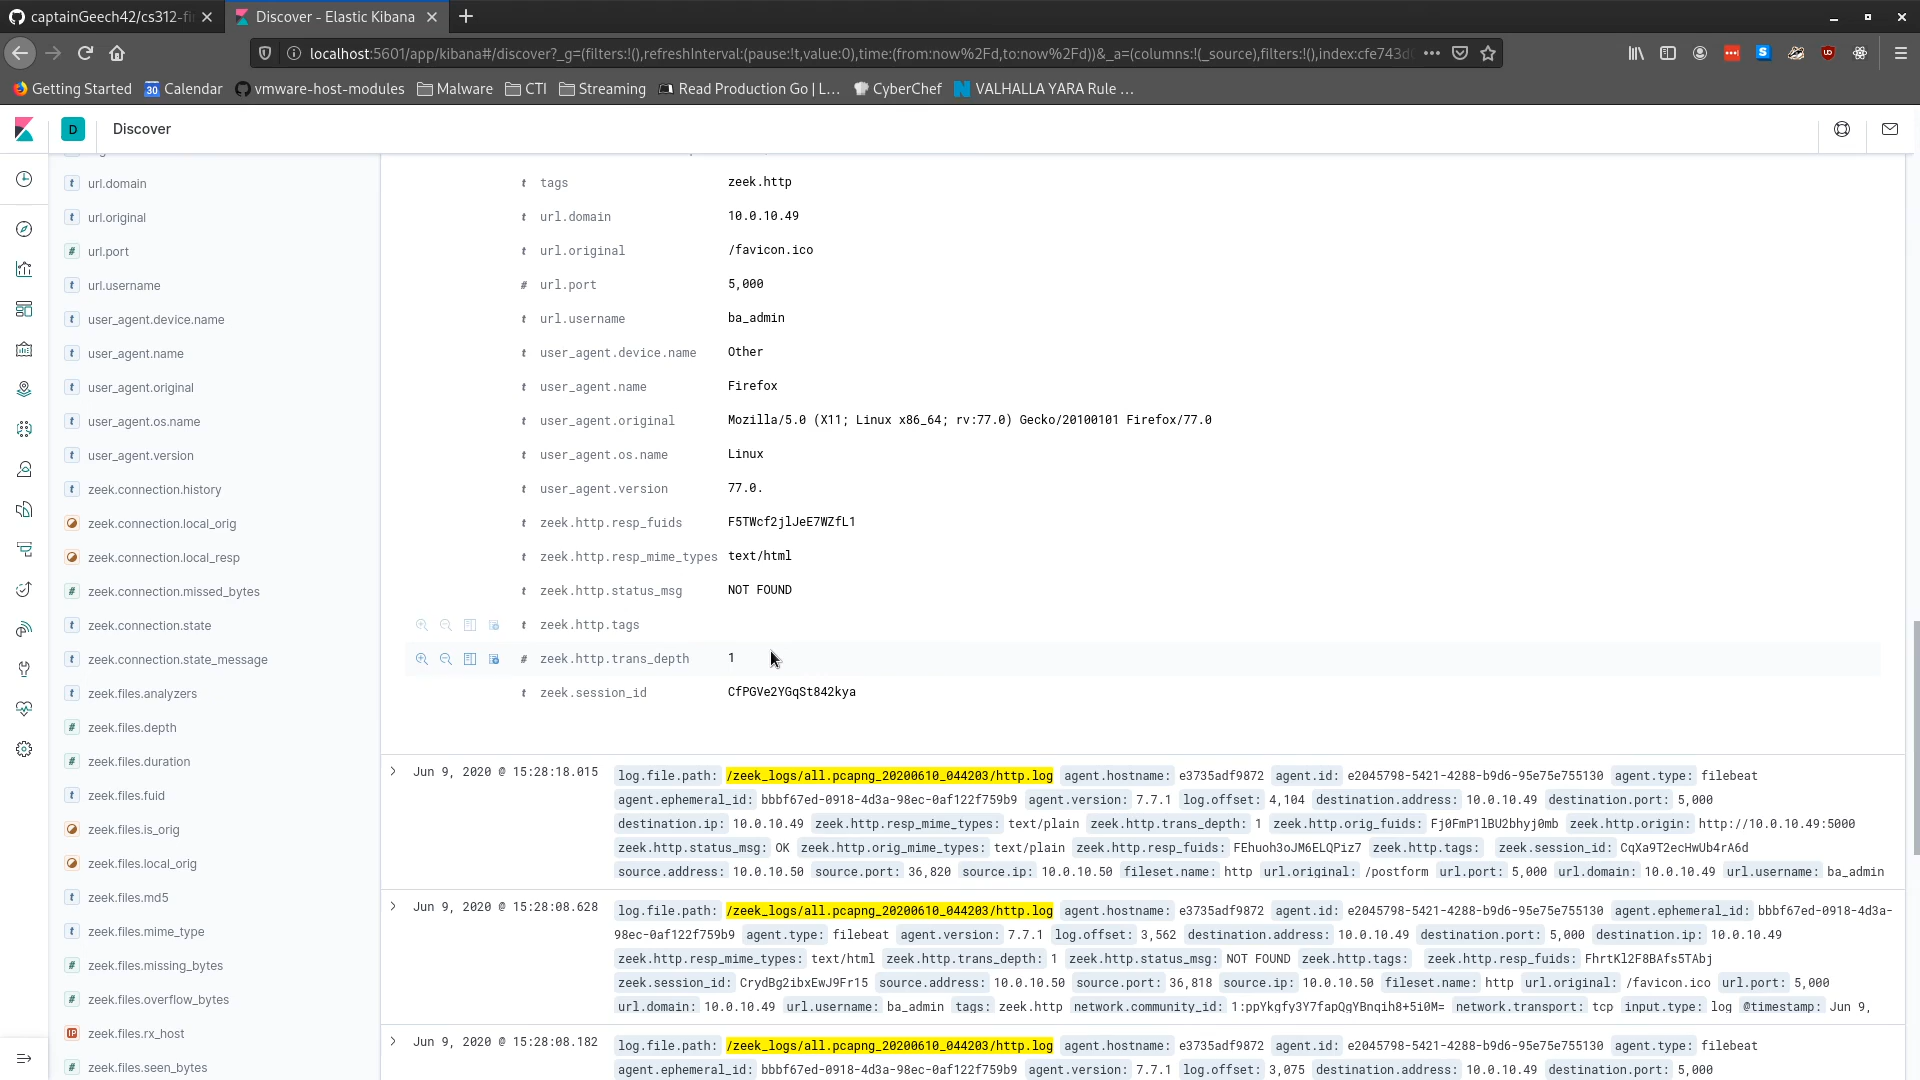 captainGeech42/cs312-fi
Discover - Elastic Kibana
localhost:5601/app/kibana#/discover?_g=(filters:!(),refreshInterval:(pause:!t,value:0),time:(from:now%2Fd,to:now%2Fd))&_a=(columns:!(_source),filters:!(),index:cfe743d
Getting Started
30 Calendar
vmware-host-modules
Malware
CTI
Streaming
Read Production Go | L...
CyberChef
N VALHALLA YARA Rule ...
D Discover
t url.domain
t url.original
# url.port
t url.username
t user_agent.device.name
t user_agent.name
t user_agent.original
t user_agent.os.name
t user_agent.version
t zeek.connection.history
zeek.connection.local_orig
zeek.connection.local_resp
# zeek.connection.missed_bytes
t zeek.connection.state
t zeek.connection.state_message
t zeek.files.analyzers
# zeek.files.depth
# zeek.files.duration
t zeek.files.fuid
zeek.files.is_orig
zeek.files.local_orig
t zeek.files.md5
t zeek.files.mime_type
# zeek.files.missing_bytes
# zeek.files.overflow_bytes
IP zeek.files.rx_host
# zeek.files.seen_bytes
t tags zeek.http
t url.domain 10.0.10.49
t url.original /favicon.ico
# url.port 5,000
t url.username ba_admin
t user_agent.device.name Other
t user_agent.name Firefox
t user_agent.original Mozilla/5.0 (X11; Linux x86_64; rv:77.0) Gecko/20100101 Firefox/77.0
t user_agent.os.name Linux
t user_agent.version 77.0.
t zeek.http.resp_fuids F5TWcf2jlJeE7WZfL1
t zeek.http.resp_mime_types text/html
t zeek.http.status_msg NOT FOUND
t zeek.http.tags
# zeek.http.trans_depth 1
t zeek.session_id CfPGVe2YGqSt842kya
Jun 9, 2020 @ 15:28:18.015
log.file.path: /zeek_logs/all.pcapng_20200610_044203/http.log agent.hostname: e3735adf9872 agent.id: e2045798-5421-4288-b9d6-95e75e755130 agent.type: filebeat
agent.ephemeral_id: bbbf67ed-0918-4d3a-98ec-0af122f759b9 agent.version: 7.7.1 log.offset: 4,104 destination.address: 10.0.10.49 destination.port: 5,000
destination.ip: 10.0.10.49 zeek.http.resp_mime_types: text/plain zeek.http.trans_depth: 1 zeek.http.orig_fuids: Fj0FmP1lBU2bhyj0mb zeek.http.origin: http://10.0.10.49:5000
zeek.http.status_msg: OK zeek.http.orig_mime_types: text/plain zeek.http.resp_fuids: FEhuoh3oJM6ELQPiz7 zeek.http.tags: zeek.session_id: CqXa9T2ecHwUb4rA6d
source.address: 10.0.10.50 source.port: 36,820 source.ip: 10.0.10.50 fileset.name: http url.original: /postform url.port: 5,000 url.domain: 10.0.10.49 url.username: ba_admin
Jun 9, 2020 @ 15:28:08.628
log.file.path: /zeek_logs/all.pcapng_20200610_044203/http.log agent.hostname: e3735adf9872 agent.id: e2045798-5421-4288-b9d6-95e75e755130 agent.ephemeral_id: bbbf67ed-0918-4d3a-
98ec-0af122f759b9 agent.type: filebeat agent.version: 7.7.1 log.offset: 3,562 destination.address: 10.0.10.49 destination.port: 5,000 destination.ip: 10.0.10.49
zeek.http.resp_mime_types: text/html zeek.http.trans_depth: 1 zeek.http.status_msg: NOT FOUND zeek.http.tags: zeek.http.resp_fuids: FhrtKl2F8BAfs5TAbj
zeek.session_id: CrydBg2ibxEwJ9Fr15 source.address: 10.0.10.50 source.port: 36,818 source.ip: 10.0.10.50 fileset.name: http url.original: /favicon.ico url.port: 5,000
url.domain: 10.0.10.49 url.username: ba_admin tags: zeek.http network.community_id: 1:ppYkgfy3Y7fapQqYBnqih8+5i0M= network.transport: tcp input.type: log @timestamp: Jun 9,
Jun 9, 2020 @ 15:28:08.182
log.file.path: /zeek_logs/all.pcapng_20200610_044203/http.log agent.hostname: e3735adf9872 agent.id: e2045798-5421-4288-b9d6-95e75e755130 agent.type: filebeat
agent.ephemeral_id: bbbf67ed-0918-4d3a-98ec-0af122f759b9 agent.version: 7.7.1 log.offset: 3,075 destination.address: 10.0.10.49 destination.port: 5,000